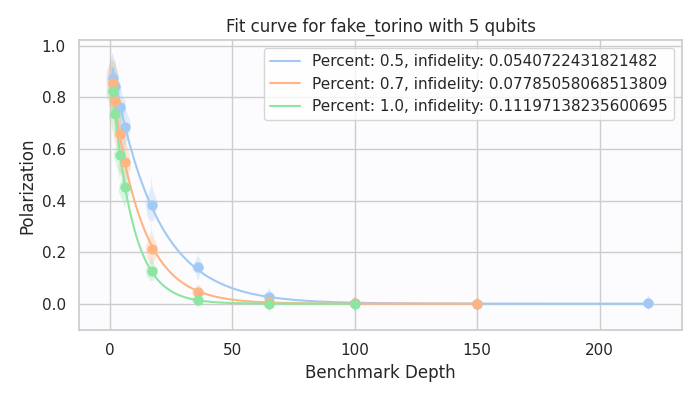 Fit curve for fake_torino with 5 qubits
Percent: 0.5, infidelity: 0.0540722431821482
Percent: 0.7, infidelity: 0.07785058068513809
Percent: 1.0, infidelity: 0.11197138235600695
Polarization
1.0
0.8
0.6
0.4
0.2
0.0
0 50 100 150 200
Benchmark Depth